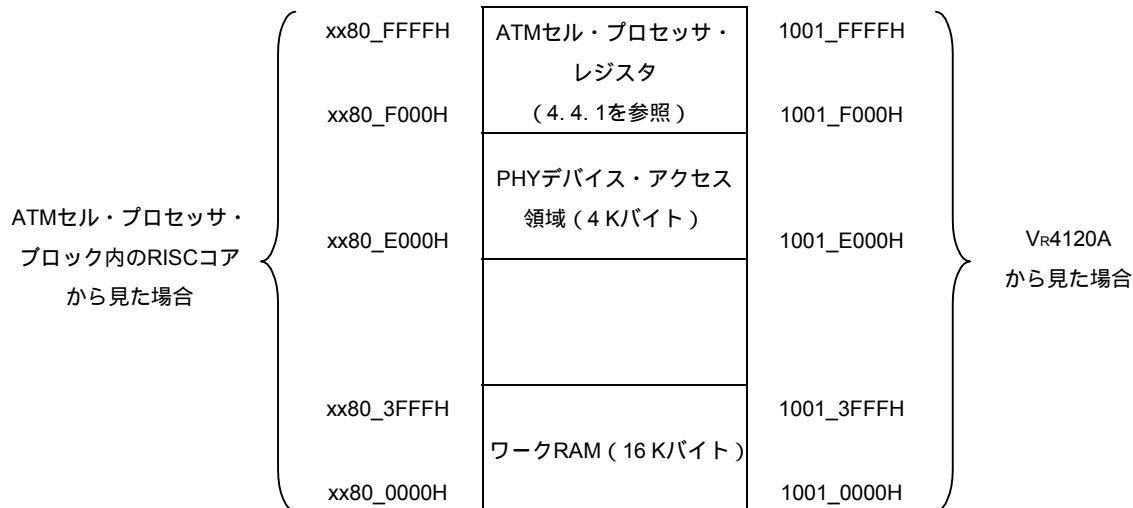 xx80_FFFFH
ATMセル・プロセッサ・
レジスタ
(4. 4. 1を参照)
1001_FFFFH
xx80_F000H
1001_F000H
PHYデバイス・アクセス
領域(4 Kバイト)
xx80_E000H
1001_E000H
ATMセル・プロセッサ・
ブロック内のRISCコア
から見た場合
VR4120A
から見た場合
xx80_3FFFH
1001_3FFFH
ワークRAM(16 Kバイト)
xx80_0000H
1001_0000H